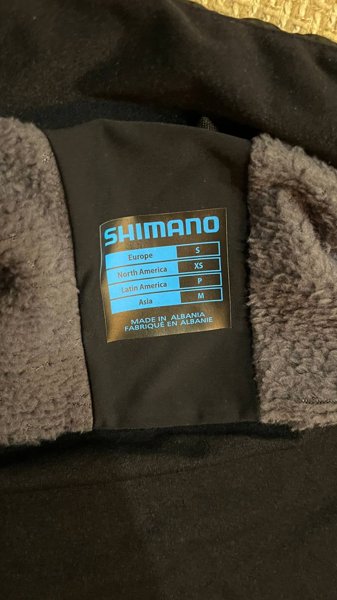 SHIMANO
Europe S
North America XS
Latin America P
Asia M
MADE IN ALBANIA
FABRIQUÉ EN ALBANIE